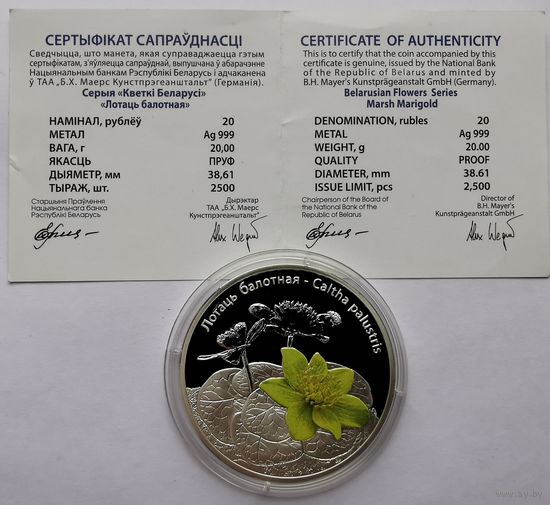 СЕРТЫФІКАТ САПРАЎДНАСЦІ
Сведчыцца, што манета, якая суправаджаецца гэтым
сертыфікатам, з'яўляецца сапраўднай, выпушчана ў абарачэнне
Нацыянальным банкам Рэспублікі Беларусь і адчаканена
ў ТАА „Б.Х. Маерс Кунстпрэгеанштальт“ (Германія).
Серыя «Кветкі Беларусі»
«Лотаць балотная»
НАМІНАЛ, рублёў 20
МЕТАЛ Ag 999
ВАГА, г 20,00
ЯКАСЦЬ ПРУФ
ДЫЯМЕТР, мм 38,61
ТЫРАЖ, шт. 2500
Старшыня Праўлення
Нацыянальнага банка
Рэспублікі Беларусь
Дырэктар
ТАА „Б.Х. Маерс
Кунстпрэгеанштальт“
CERTIFICATE OF AUTHENTICITY
This is to certify that the coin accompanied by this
certificate is genuine, issued by the National Bank
of the Republic of Belarus and minted by
B.H. Mayer's Kunstprägeanstalt GmbH (Germany).
Belarusian Flowers Series
Marsh Marigold
DENOMINATION, rubles 20
METAL Ag 999
WEIGHT, g 20.00
QUALITY PROOF
DIAMETER, mm 38.61
ISSUE LIMIT, pcs 2,500
Chairperson of the Board of
the National Bank of the
Republic of Belarus
Director of
B.H. Mayer's
Kunstprägeanstalt GmbH
Лотаць балотная - Caltha palustris
ay.by